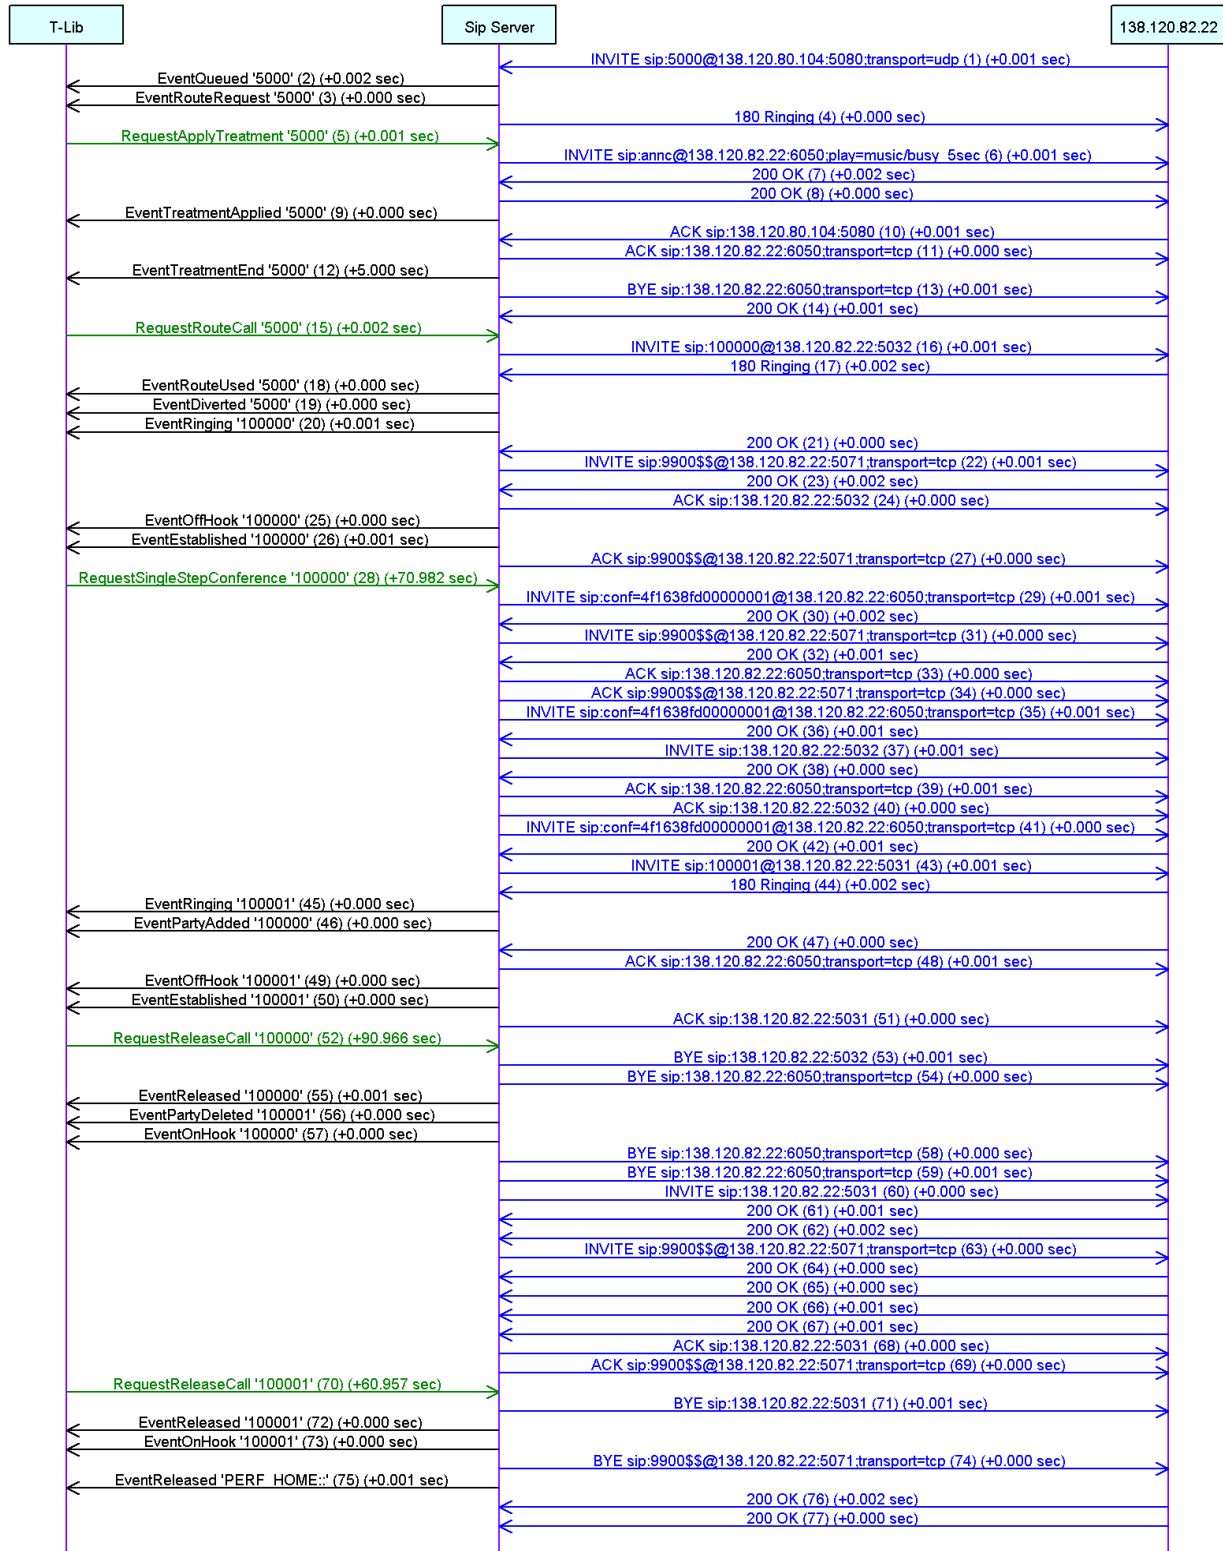 T-Lib
Sip Server
138.120.82.22
INVITE sip:5000@138.120.80.104:5080;transport=udp (1) (+0.001 sec)
EventQueued '5000' (2) (+0.002 sec)
EventRouteRequest '5000' (3) (+0.000 sec)
180 Ringing (4) (+0.000 sec)
RequestApplyTreatment '5000' (5) (+0.001 sec)
INVITE sip:annc@138.120.82.22:6050;play=music/busy_5sec (6) (+0.001 sec)
200 OK (7) (+0.002 sec)
200 OK (8) (+0.000 sec)
EventTreatmentApplied '5000' (9) (+0.000 sec)
ACK sip:138.120.80.104:5080 (10) (+0.001 sec)
ACK sip:138.120.82.22:6050;transport=tcp (11) (+0.000 sec)
EventTreatmentEnd '5000' (12) (+5.000 sec)
BYE sip:138.120.82.22:6050;transport=tcp (13) (+0.001 sec)
200 OK (14) (+0.001 sec)
RequestRouteCall '5000' (15) (+0.002 sec)
INVITE sip:100000@138.120.82.22:5032 (16) (+0.001 sec)
180 Ringing (17) (+0.002 sec)
EventRouteUsed '5000' (18) (+0.000 sec)
EventDiverted '5000' (19) (+0.000 sec)
EventRinging '100000' (20) (+0.001 sec)
200 OK (21) (+0.000 sec)
INVITE sip:9900$$@138.120.82.22:5071;transport=tcp (22) (+0.001 sec)
200 OK (23) (+0.002 sec)
ACK sip:138.120.82.22:5032 (24) (+0.000 sec)
EventOffHook '100000' (25) (+0.000 sec)
EventEstablished '100000' (26) (+0.001 sec)
ACK sip:9900$$@138.120.82.22:5071;transport=tcp (27) (+0.000 sec)
RequestSingleStepConference '100000' (28) (+70.982 sec)
INVITE sip:conf=4f1638fd00000001@138.120.82.22:6050;transport=tcp (29) (+0.001 sec)
200 OK (30) (+0.002 sec)
INVITE sip:9900$$@138.120.82.22:5071;transport=tcp (31) (+0.000 sec)
200 OK (32) (+0.001 sec)
ACK sip:138.120.82.22:6050;transport=tcp (33) (+0.000 sec)
ACK sip:9900$$@138.120.82.22:5071;transport=tcp (34) (+0.000 sec)
INVITE sip:conf=4f1638fd00000001@138.120.82.22:6050;transport=tcp (35) (+0.001 sec)
200 OK (36) (+0.001 sec)
INVITE sip:138.120.82.22:5032 (37) (+0.001 sec)
200 OK (38) (+0.000 sec)
ACK sip:138.120.82.22:6050;transport=tcp (39) (+0.001 sec)
ACK sip:138.120.82.22:5032 (40) (+0.000 sec)
INVITE sip:conf=4f1638fd00000001@138.120.82.22:6050;transport=tcp (41) (+0.000 sec)
200 OK (42) (+0.001 sec)
INVITE sip:100001@138.120.82.22:5031 (43) (+0.001 sec)
180 Ringing (44) (+0.002 sec)
EventRinging '100001' (45) (+0.000 sec)
EventPartyAdded '100000' (46) (+0.000 sec)
200 OK (47) (+0.000 sec)
ACK sip:138.120.82.22:6050;transport=tcp (48) (+0.001 sec)
EventOffHook '100001' (49) (+0.000 sec)
EventEstablished '100001' (50) (+0.000 sec)
ACK sip:138.120.82.22:5031 (51) (+0.000 sec)
RequestReleaseCall '100000' (52) (+90.966 sec)
BYE sip:138.120.82.22:5032 (53) (+0.001 sec)
BYE sip:138.120.82.22:6050;transport=tcp (54) (+0.000 sec)
EventReleased '100000' (55) (+0.001 sec)
EventPartyDeleted '100001' (56) (+0.000 sec)
EventOnHook '100000' (57) (+0.000 sec)
BYE sip:138.120.82.22:6050;transport=tcp (58) (+0.000 sec)
BYE sip:138.120.82.22:6050;transport=tcp (59) (+0.001 sec)
INVITE sip:138.120.82.22:5031 (60) (+0.000 sec)
200 OK (61) (+0.001 sec)
200 OK (62) (+0.002 sec)
INVITE sip:9900$$@138.120.82.22:5071;transport=tcp (63) (+0.000 sec)
200 OK (64) (+0.000 sec)
200 OK (65) (+0.000 sec)
200 OK (66) (+0.001 sec)
200 OK (67) (+0.001 sec)
ACK sip:138.120.82.22:5031 (68) (+0.000 sec)
ACK sip:9900$$@138.120.82.22:5071;transport=tcp (69) (+0.000 sec)
RequestReleaseCall '100001' (70) (+60.957 sec)
BYE sip:138.120.82.22:5031 (71) (+0.001 sec)
EventReleased '100001' (72) (+0.000 sec)
EventOnHook '100001' (73) (+0.000 sec)
BYE sip:9900$$@138.120.82.22:5071;transport=tcp (74) (+0.000 sec)
EventReleased 'PERF_HOME::' (75) (+0.001 sec)
200 OK (76) (+0.002 sec)
200 OK (77) (+0.000 sec)